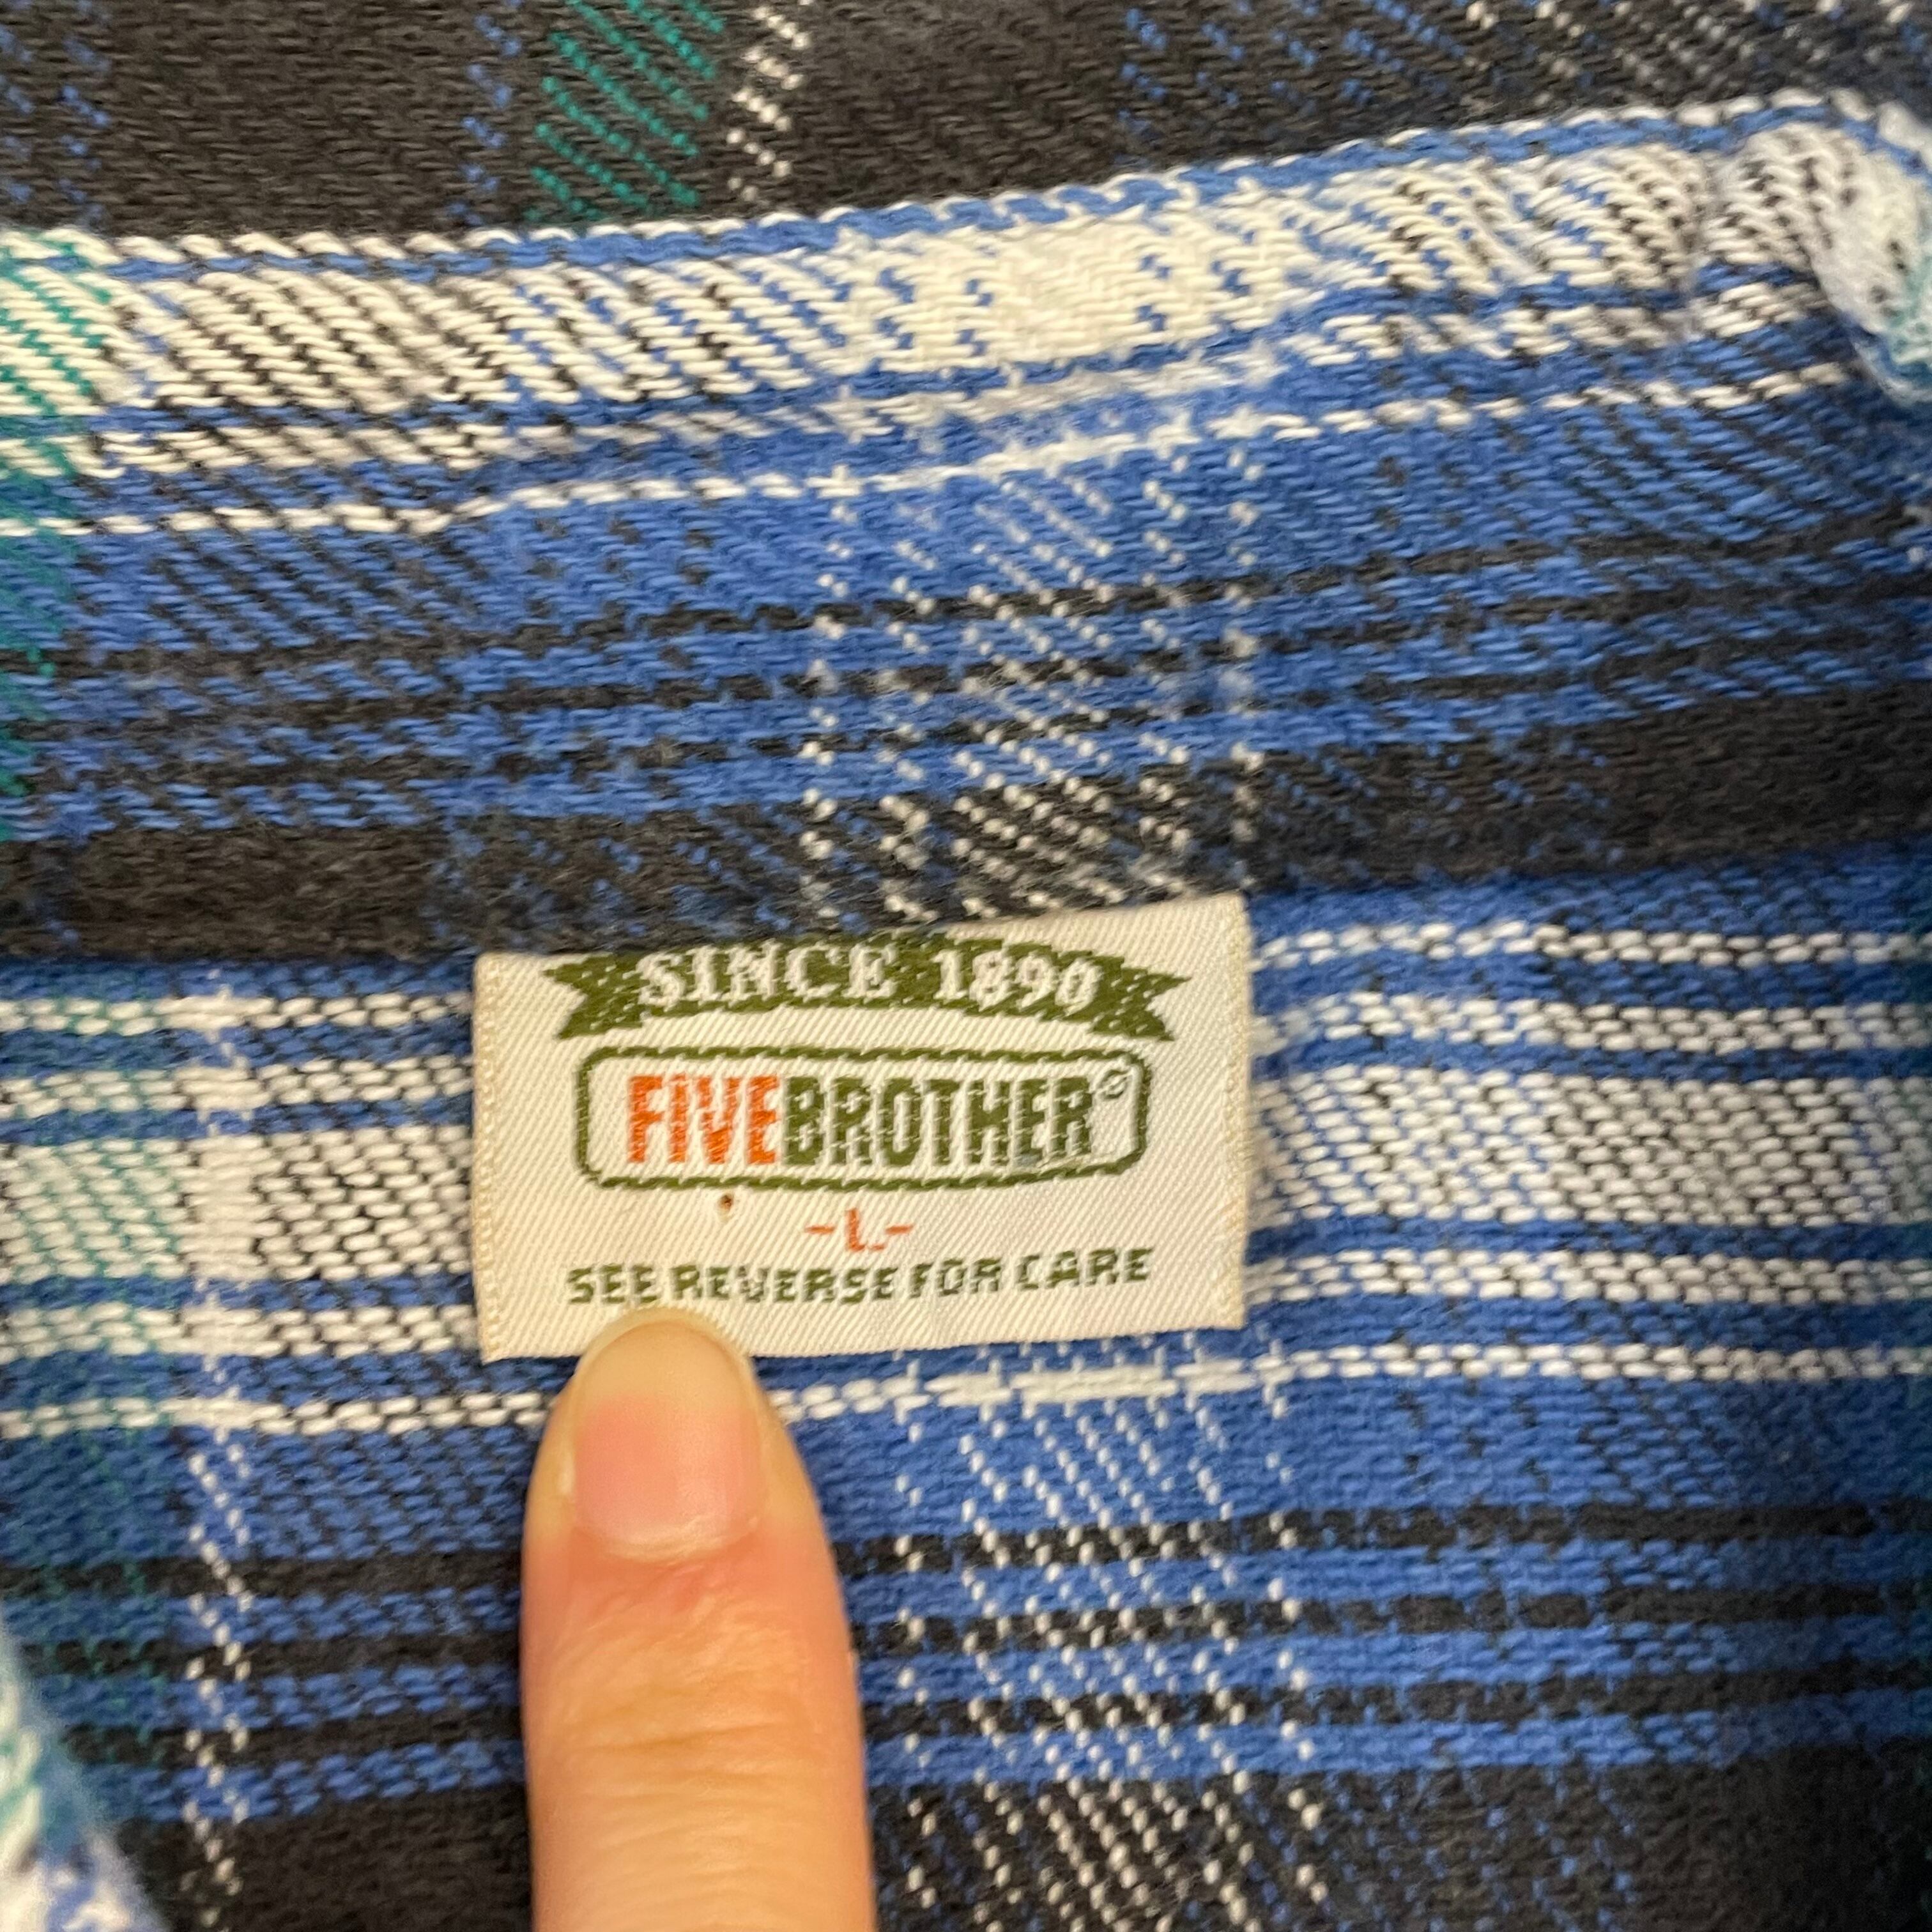 SINCE 1890
FIVEBROTHER®
-L-
SEE REVERSE FOR CARE